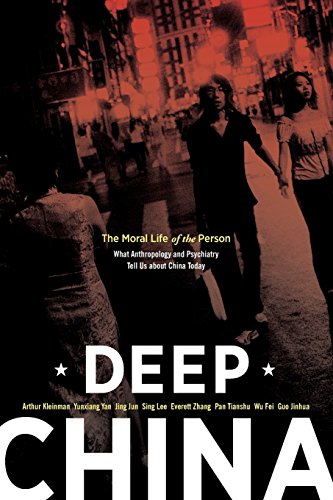 The Moral Life of the Person
What Anthropology and Psychiatry
Tell Us about China Today
* DEEP *
Arthur Kleinman Yunxiang Yan Jing Jun Sing Lee Everett Zhang Pan Tianshu Wu Fei Guo Jinhua
CHINA